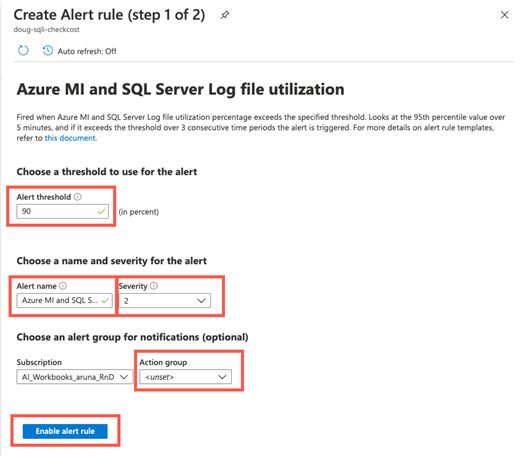 Create Alert rule (step 1 of 2)
doug-sqli-checkcost
Auto refresh: Off
Azure MI and SQL Server Log file utilization
Fired when Azure MI and SQL Server Log file utilization percentage exceeds the specified threshold. Looks at the 95th percentile value over
5 minutes, and if it exceeds the threshold over 3 consecutive time periods the alert is triggered. For more details on alert rule templates,
refer to this document.
Choose a threshold to use for the alert
Alert threshold
90 (in percent)
Choose a name and severity for the alert
Alert name Severity
Azure MI and SQL S... 2
Choose an alert group for notifications (optional)
Subscription Action group
AI_Workbooks_aruna_RnD <unset>
Enable alert rule